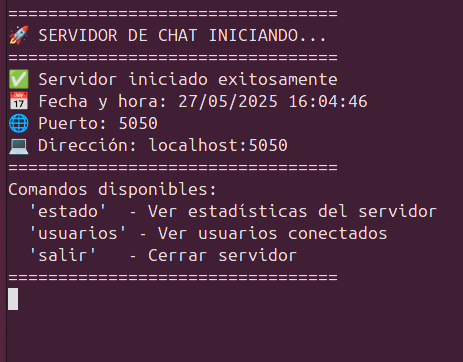 =================================
🚀 SERVIDOR DE CHAT INICIANDO...
=================================
✅ Servidor iniciado exitosamente
📅 Fecha y hora: 27/05/2025 16:04:46
🌐 Puerto: 5050
💻 Dirección: localhost:5050
=================================
Comandos disponibles:
  'estado'  - Ver estadísticas del servidor
  'usuarios' - Ver usuarios conectados
  'salir'   - Cerrar servidor
=================================